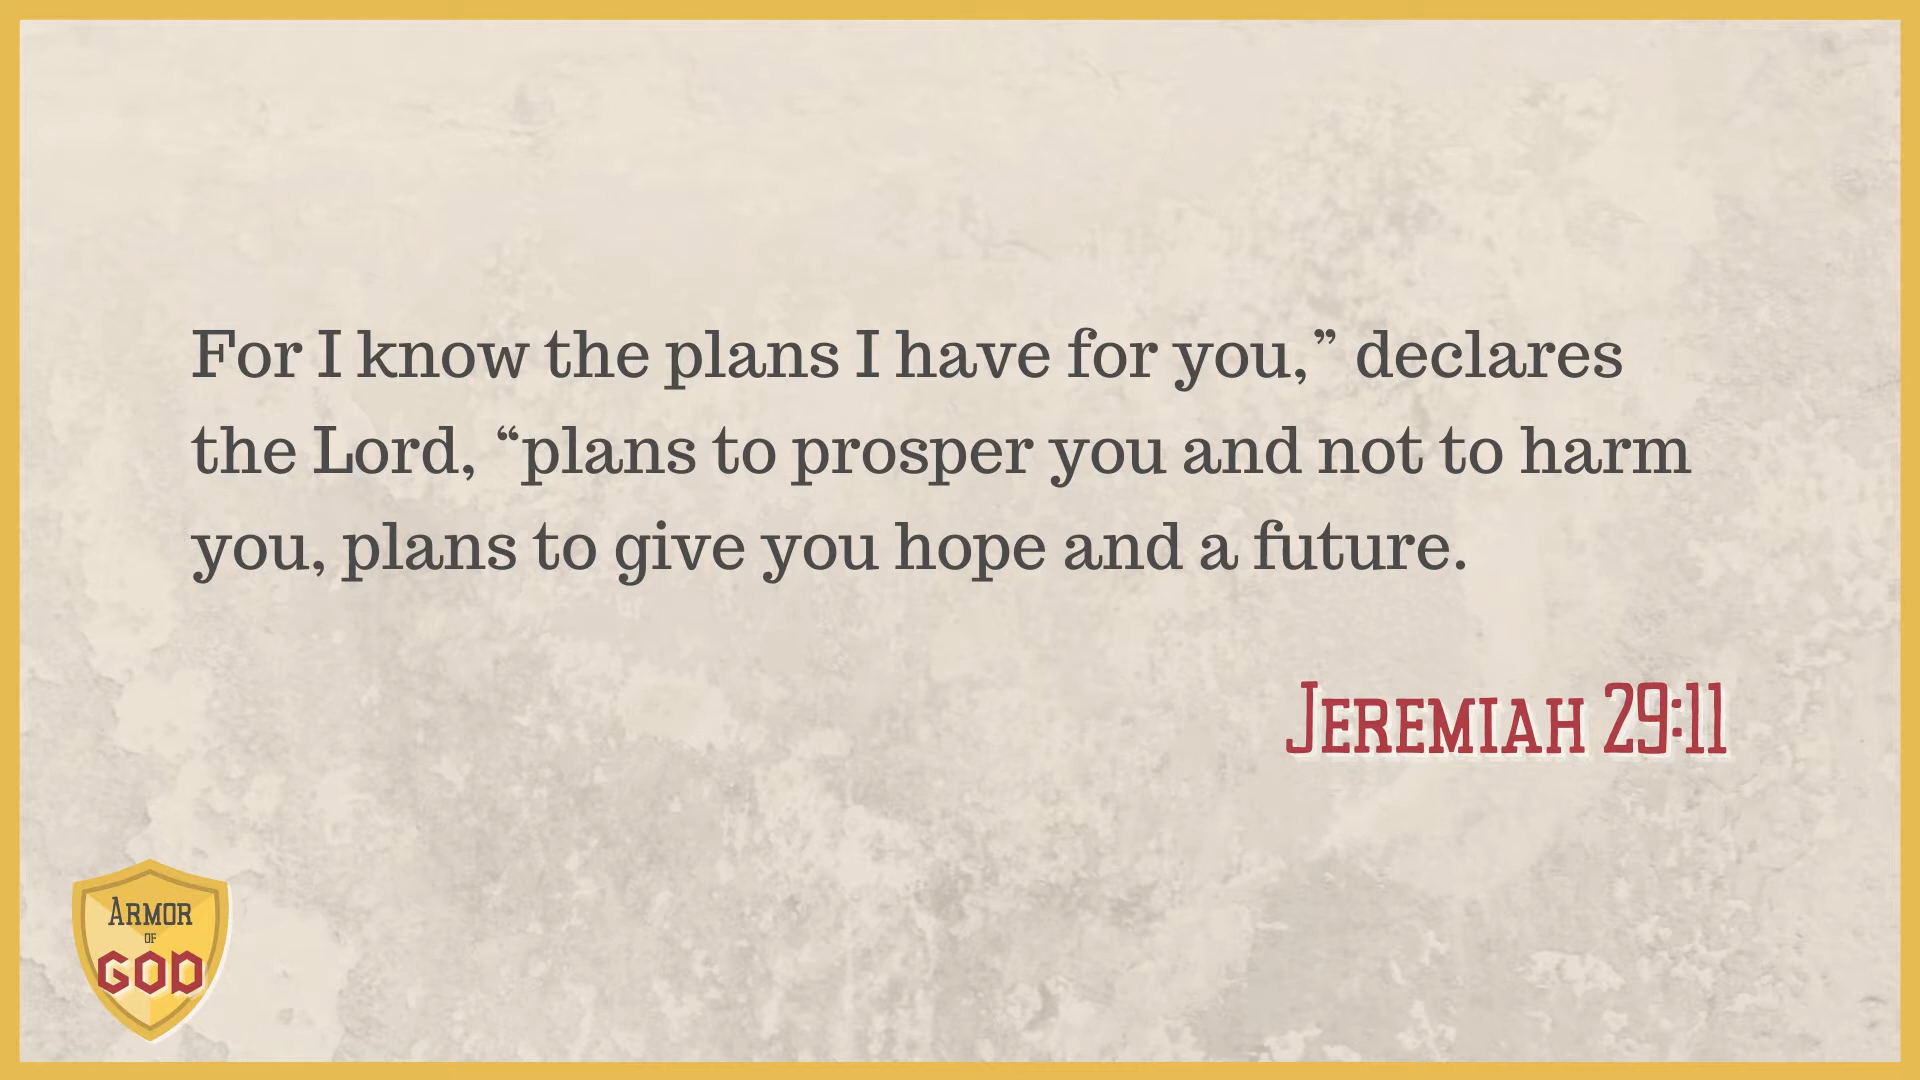 For I know the plans I have for you,” declares
the Lord, “plans to prosper you and not to harm
you, plans to give you hope and a future.
Jeremiah 29:11
Armor
of
GOD